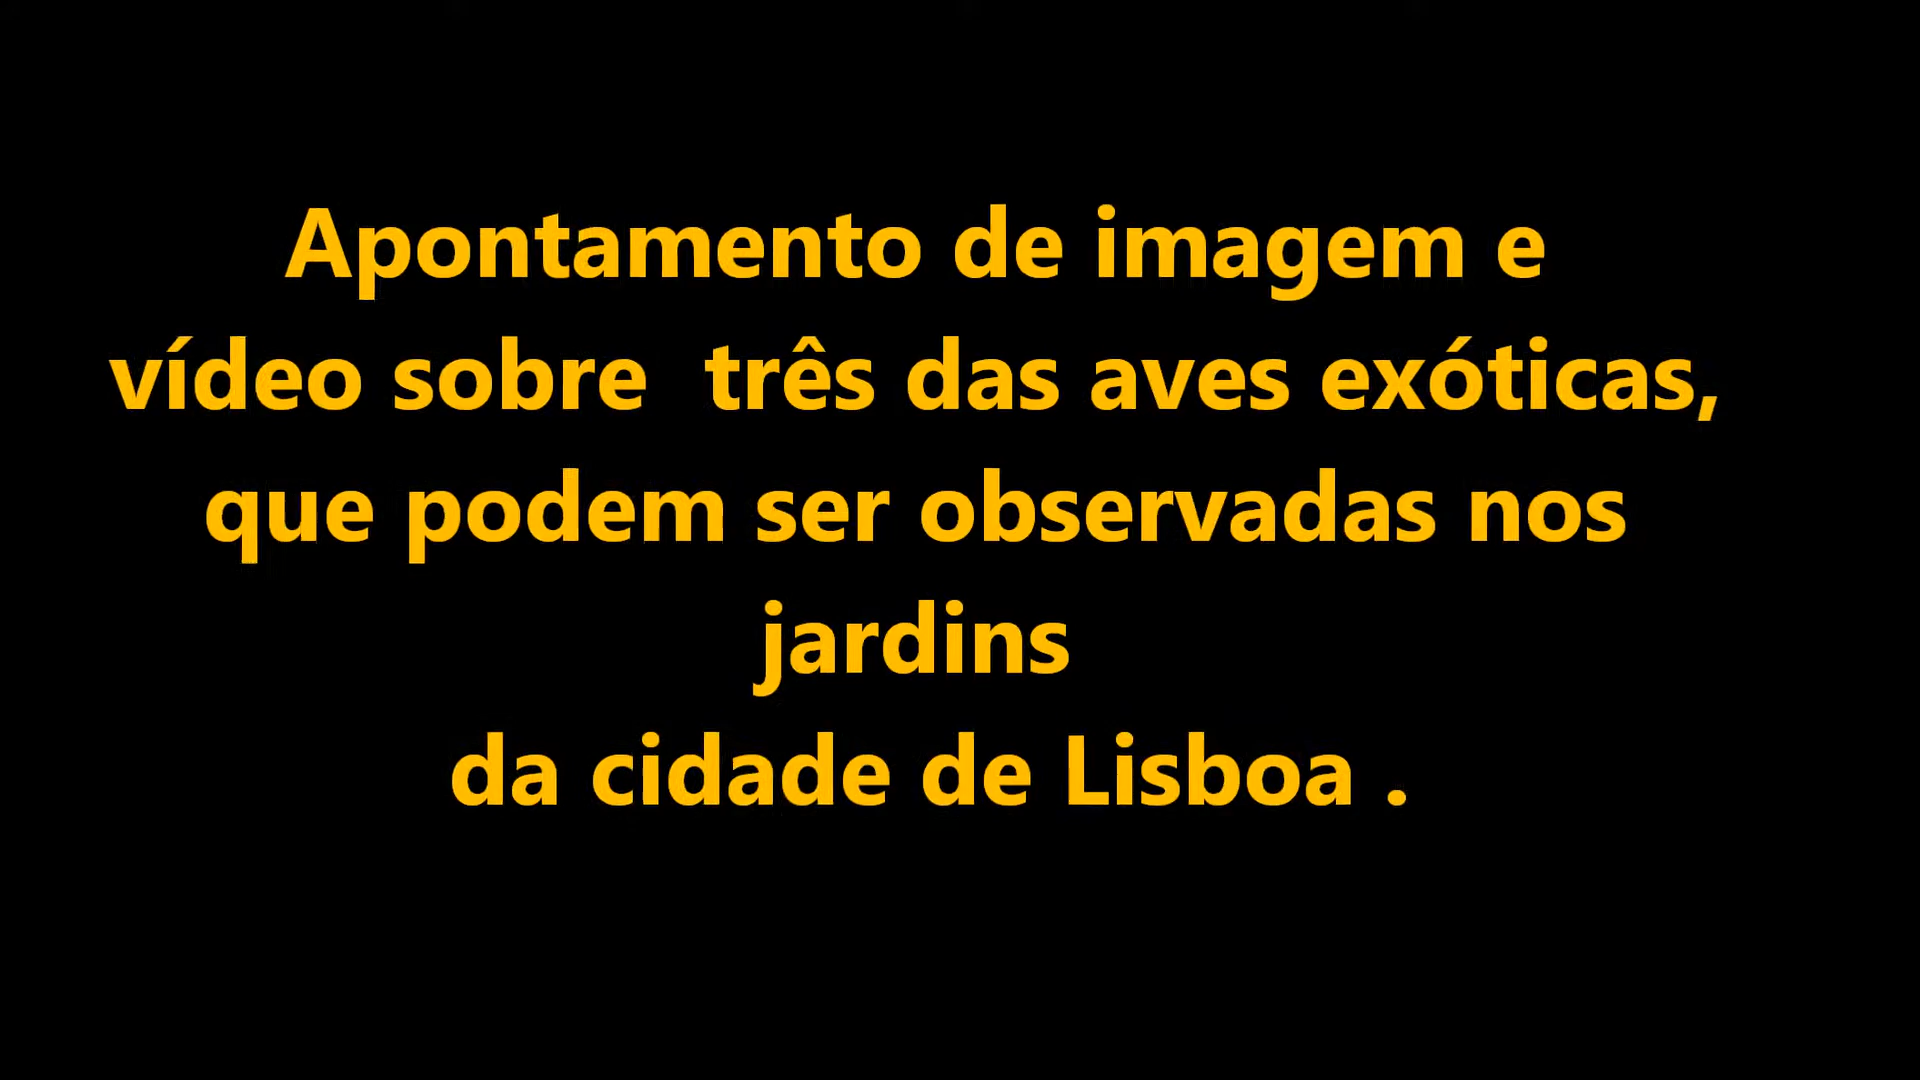 Apontamento de imagem e
vídeo sobre  três das aves exóticas,
que podem ser observadas nos
jardins
da cidade de Lisboa .